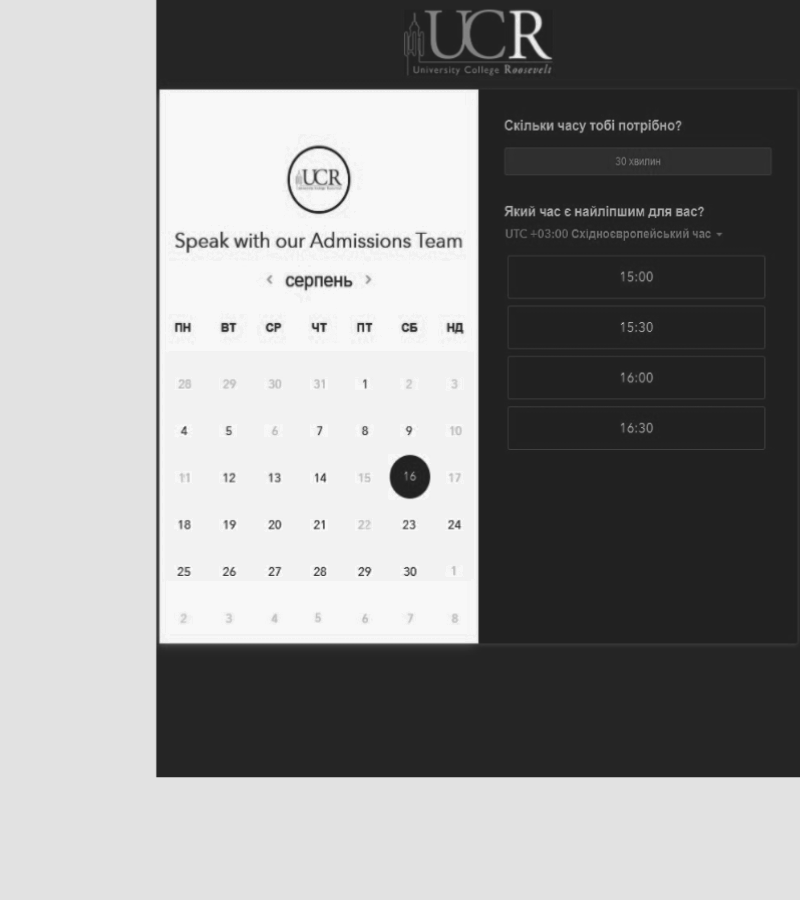 UCR
University College Roosevelt
UCR
Speak with our Admissions Team
< серпень >
ПН ВТ СР ЧТ ПТ СБ НД
28 29 30 31 1 2 3
4 5 6 7 8 9 10
11 12 13 14 15 16 17
18 19 20 21 22 23 24
25 26 27 28 29 30 1
2 3 4 5 6 7 8
Скільки часу тобі потрібно?
30 хвилин
Який час є найліпшим для вас?
UTC +03:00 Східноєвропейський час
15:00
15:30
16:00
16:30